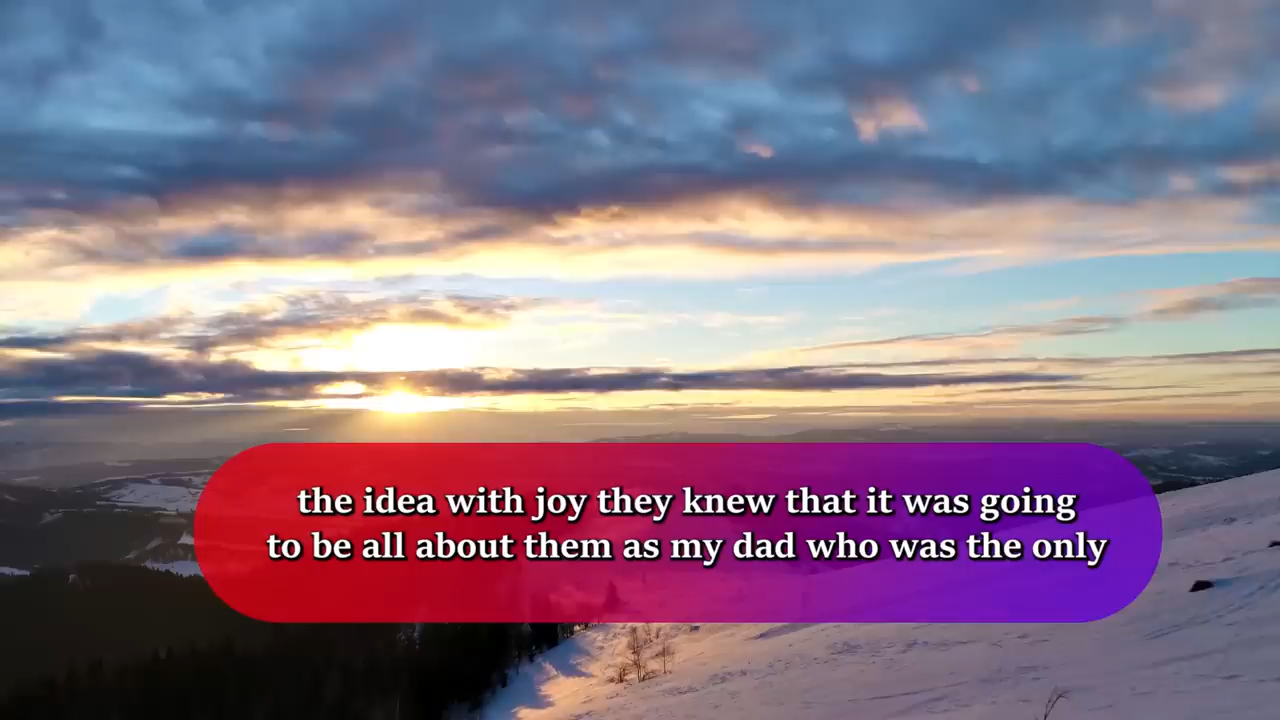 the idea with joy they knew that it was going
to be all about them as my dad who was the only